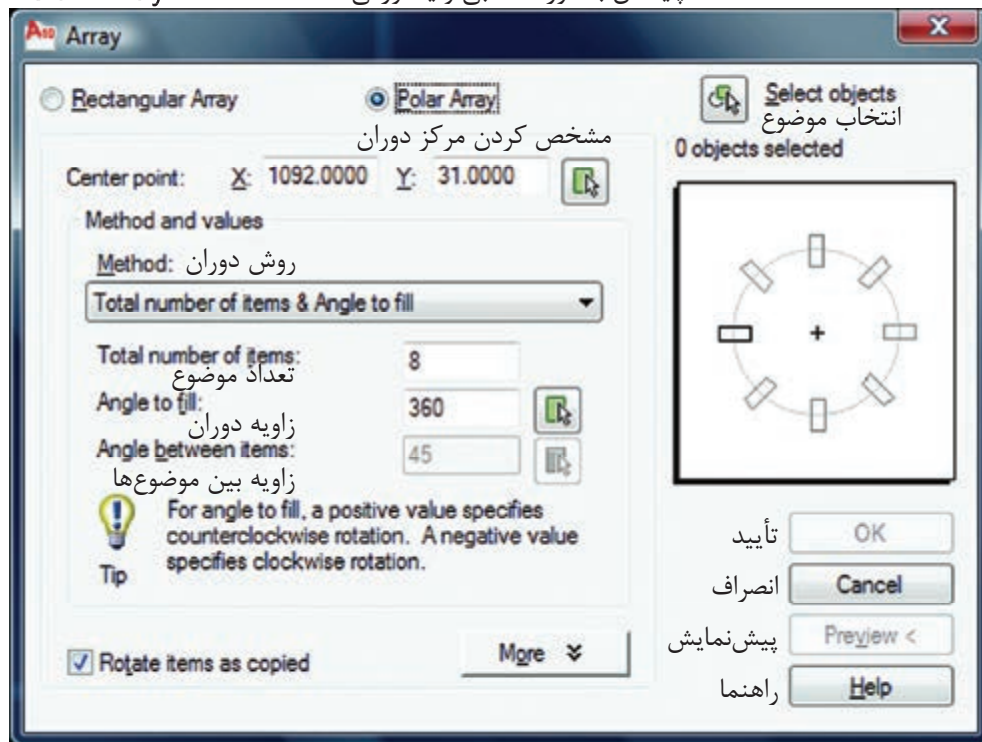 Array
Rectangular Array
Polar Array
Select objects
انتخاب موضوع
0 objects selected
مشخص کردن مرکز دوران
Center point: X: 1092.0000 Y: 31.0000
Method and values
Method: روش دوران
Total number of items & Angle to fill
Total number of items: 8
تعداد موضوع
Angle to fill: 360
زاویه دوران
Angle between items: 45
زاویه بین موضوع‌ها
For angle to fill, a positive value specifies
counterclockwise rotation. A negative value
specifies clockwise rotation.
Tip
Rotate items as copied
More
تأیید OK
انصراف Cancel
پیش‌نمایش Preview <
راهنما Help